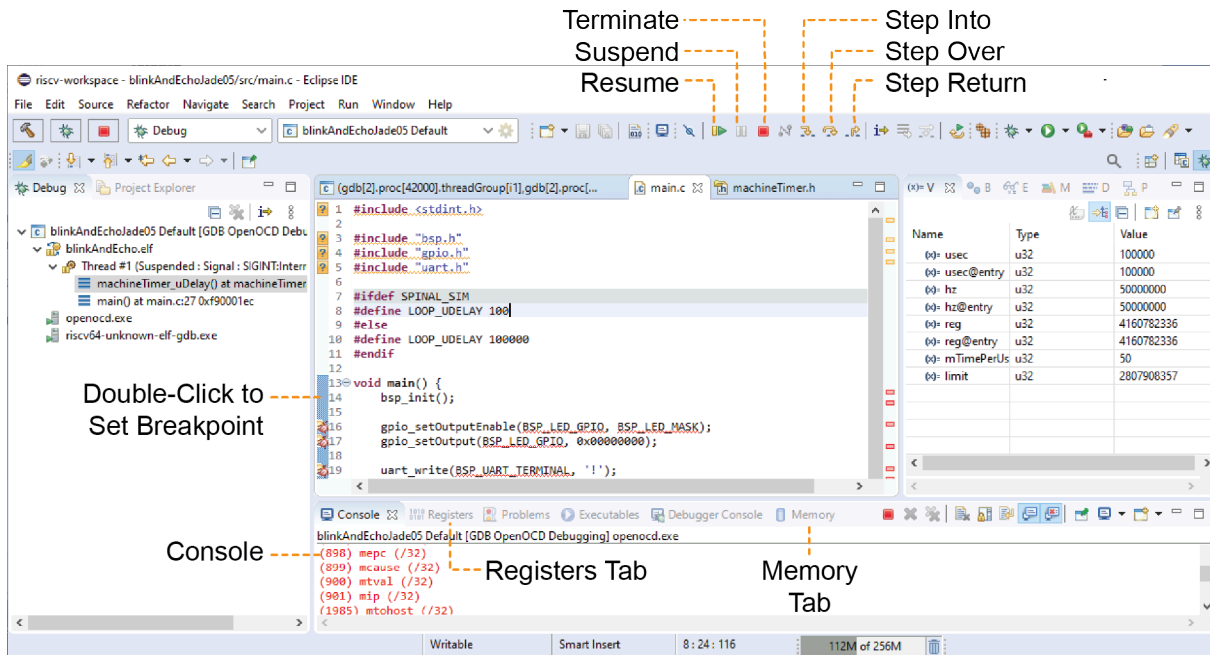 Terminate
Suspend
Resume
Step Into
Step Over
Step Return
riscv-workspace - blinkAndEchoJade05/src/main.c - Eclipse IDE
File Edit Source Refactor Navigate Search Project Run Window Help
Debug
blinkAndEchoJade05 Default
Debug
Project Explorer
blinkAndEchoJade05 Default [GDB OpenOCD Debu
blinkAndEcho.elf
Thread #1 (Suspended : Signal : SIGINT:Interr
machineTimer_uDelay() at machineTimer
main() at main.c:27 0xf90001ec
openocd.exe
riscv64-unknown-elf-gdb.exe
Double-Click to
Set Breakpoint
(gdb[2].proc[42000].threadGroup[i1],gdb[2].proc[...
main.c
machineTimer.h
1 #include <stdint.h>
2
3 #include "bsp.h"
4 #include "gpio.h"
5 #include "uart.h"
6
7 #ifdef SPINAL_SIM
8 #define LOOP_UDELAY 100
9 #else
10 #define LOOP_UDELAY 100000
11 #endif
12
13 void main() {
14 bsp_init();
15
16 gpio_setOutputEnable(BSP_LED_GPIO, BSP_LED_MASK);
17 gpio_setOutput(BSP_LED_GPIO, 0x00000000);
18
19 uart_write(BSP_UART_TERMINAL, '!');
(x)= V
B
E
M
D
P
Name Type Value
(x)= usec u32 100000
(x)= usec@entry u32 100000
(x)= hz u32 50000000
(x)= hz@entry u32 50000000
(x)= reg u32 4160782336
(x)= reg@entry u32 4160782336
(x)= mTimePerUs u32 50
(x)= limit u32 2807908357
Console
Registers
Problems
Executables
Debugger Console
Memory
blinkAndEchoJade05 Default [GDB OpenOCD Debugging] openocd.exe
(898) mepc (/32)
(899) mcause (/32)
(900) mtval (/32)
(901) mip (/32)
(1985) mtohost (/32)
Console
Registers Tab
Memory
Tab
Writable
Smart Insert
8 : 24 : 116
112M of 256M